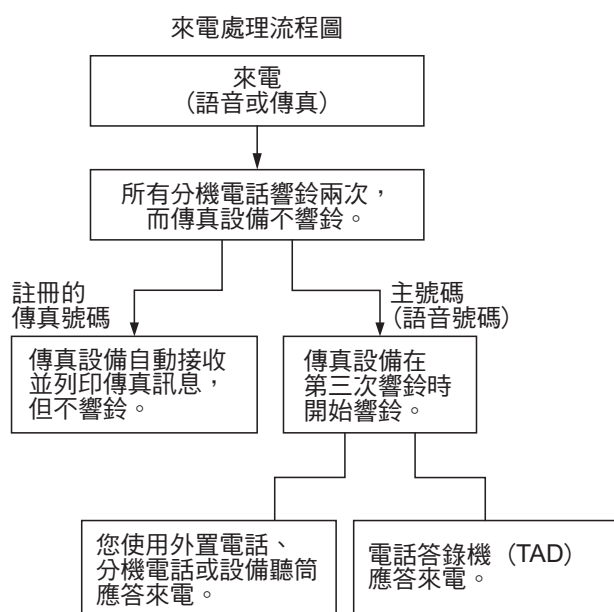 來電處理流程圖
來電
(語音或傳真)
所有分機電話響鈴兩次，
而傳真設備不響鈴。
註冊的
傳真號碼
主號碼
(語音號碼)
傳真設備自動接收
並列印傳真訊息，
但不響鈴。
傳真設備在
第三次響鈴時
開始響鈴。
您使用外置電話、
分機電話或設備聽筒
應答來電。
電話答錄機 (TAD)
應答來電。